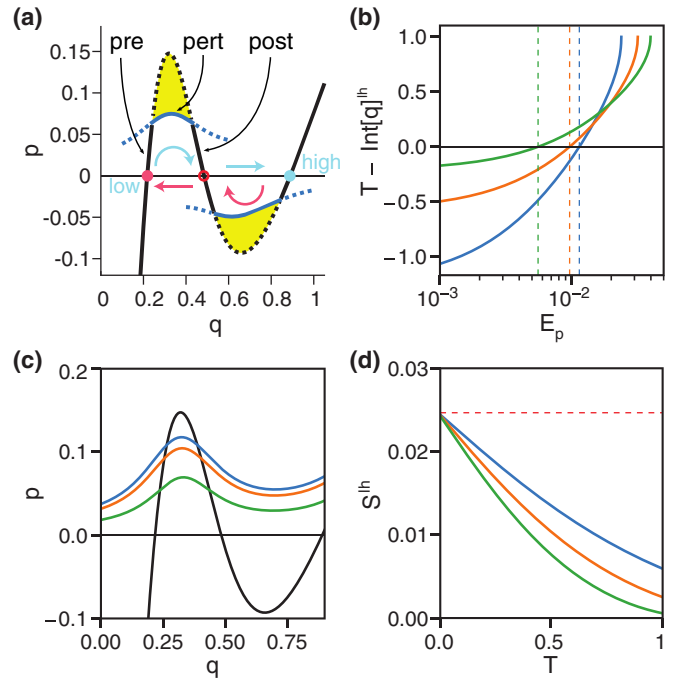 (a)
pre
pert
post
0.15
0.1
0.05
0
-0.05
-0.1
p
low
high
0
0.2
0.4
0.6
0.8
1
q
(b)
1.0
0.5
0.0
−0.5
−1.0
T − Int[q]^lh
10^−3
10^−2
E_p
(c)
0.2
0.1
0.0
-0.1
p
0.00
0.25
0.50
0.75
q
(d)
0.03
0.02
0.01
0.00
S^lh
0.0
0.5
1
T